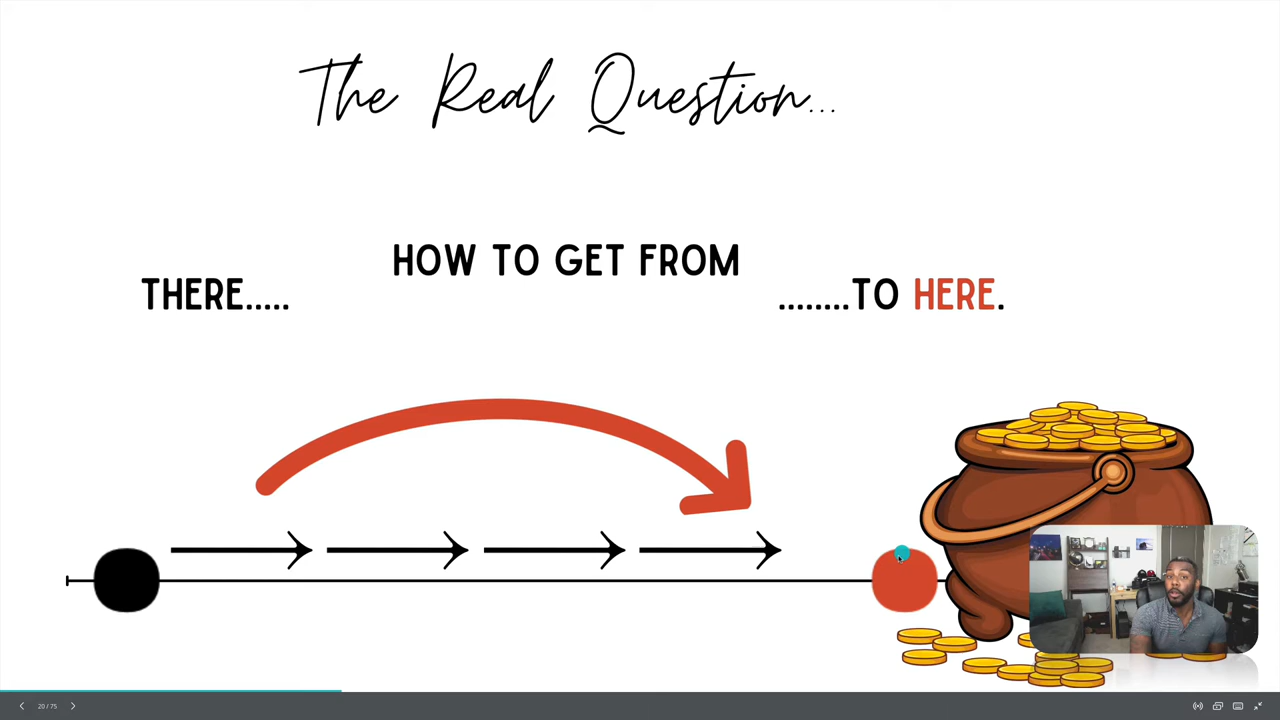 The Real Question...
HOW TO GET FROM
THERE.....
........TO HERE.
20 / 75